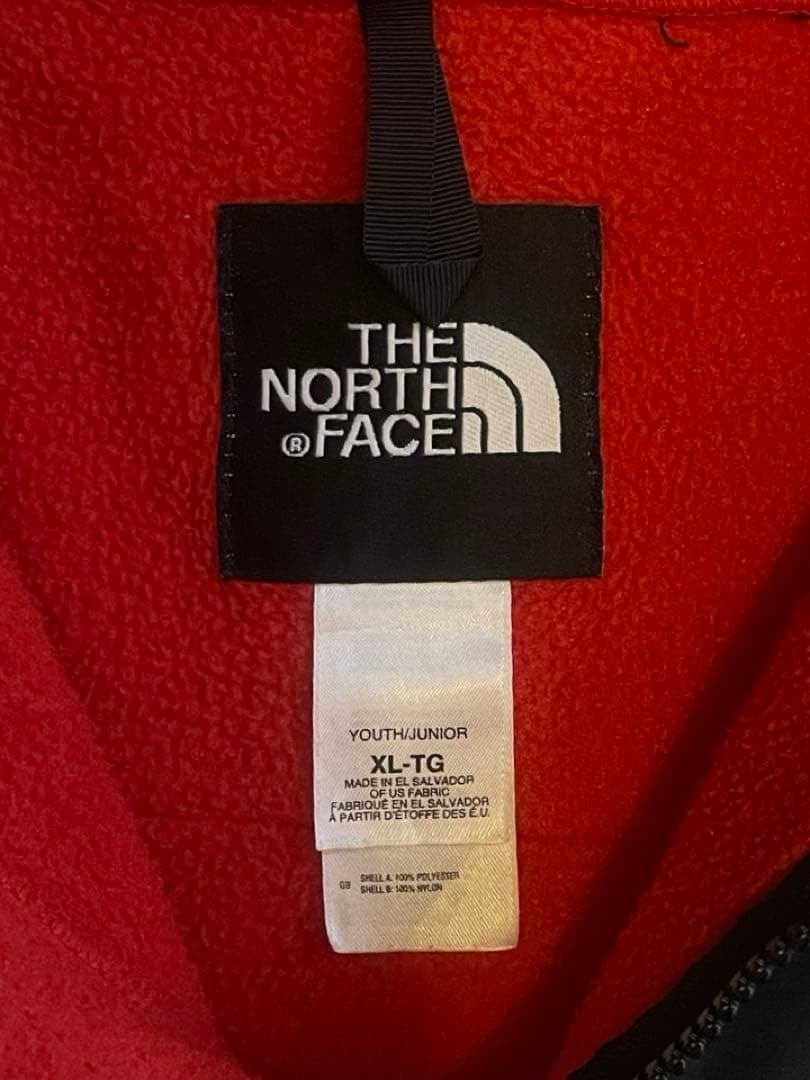 THE
NORTH
®FACE
YOUTH/JUNIOR
XL-TG
MADE IN EL SALVADOR
OF US FABRIC
FABRIQUÉ EN EL SALVADOR
À PARTIR D'ÉTOFFE DES É.U.
GB SHELL A: 100% POLYESTER
SHELL B: 100% NYLON